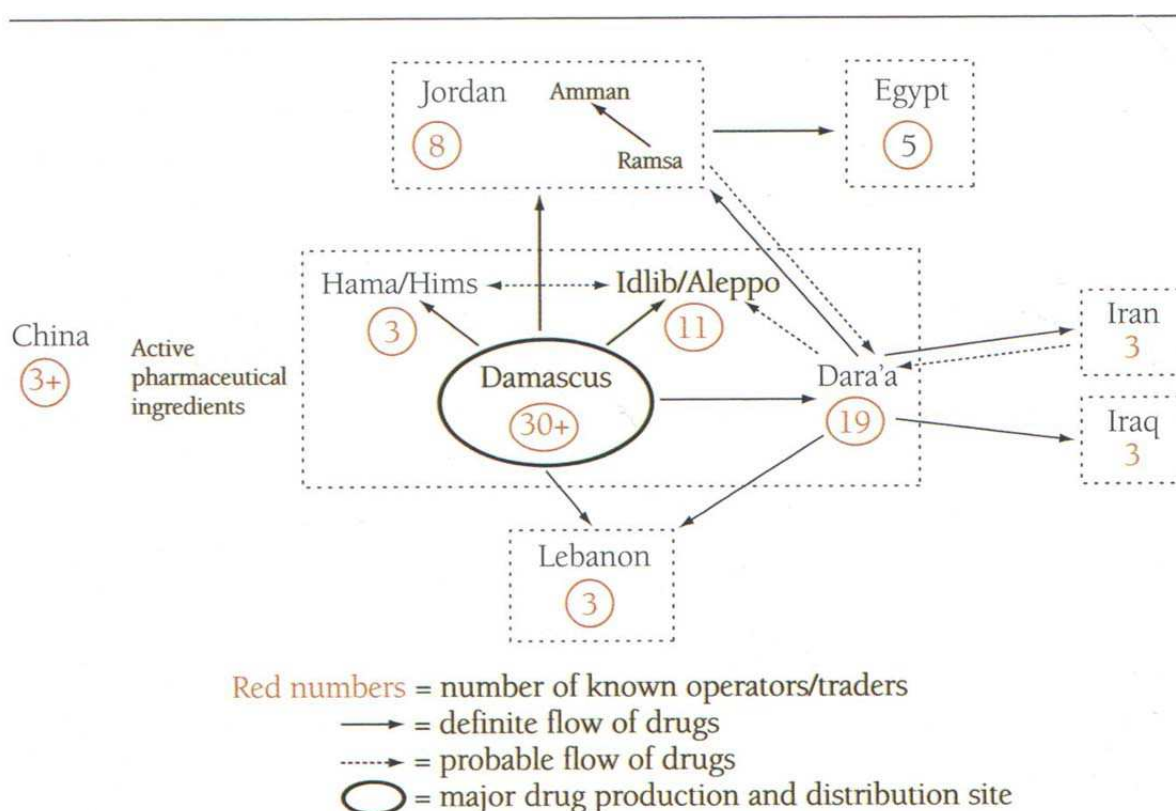 Jordan Amman
8
Ramsa
Egypt
5
Hama/Hims
3
Idlib/Aleppo
11
China
3+
Active
pharmaceutical
ingredients
Damascus
30+
Dara'a
19
Iran
3
Iraq
3
Lebanon
3
Red numbers = number of known operators/traders
= definite flow of drugs
= probable flow of drugs
= major drug production and distribution site